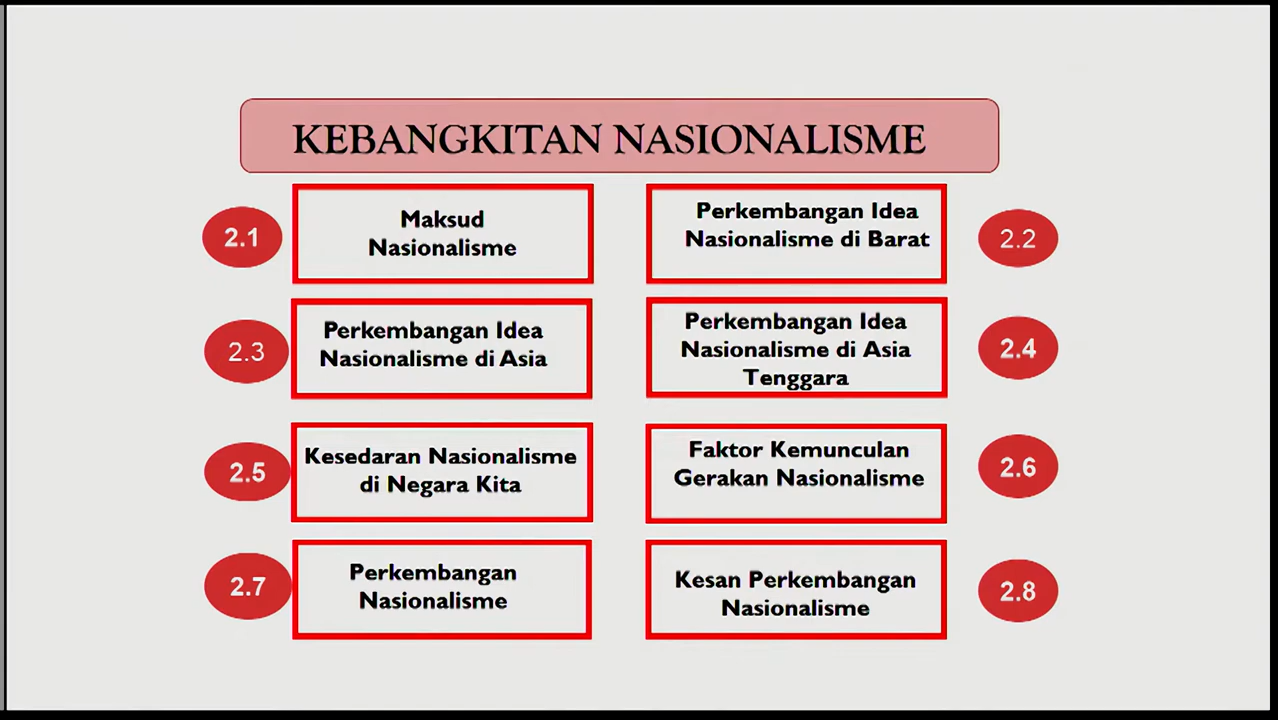 KEBANGKITAN NASIONALISME
2.1
Maksud
Nasionalisme
Perkembangan Idea
Nasionalisme di Barat
2.2
2.3
Perkembangan Idea
Nasionalisme di Asia
Perkembangan Idea
Nasionalisme di Asia
Tenggara
2.4
2.5
Kesedaran Nasionalisme
di Negara Kita
Faktor Kemunculan
Gerakan Nasionalisme
2.6
2.7
Perkembangan
Nasionalisme
Kesan Perkembangan
Nasionalisme
2.8